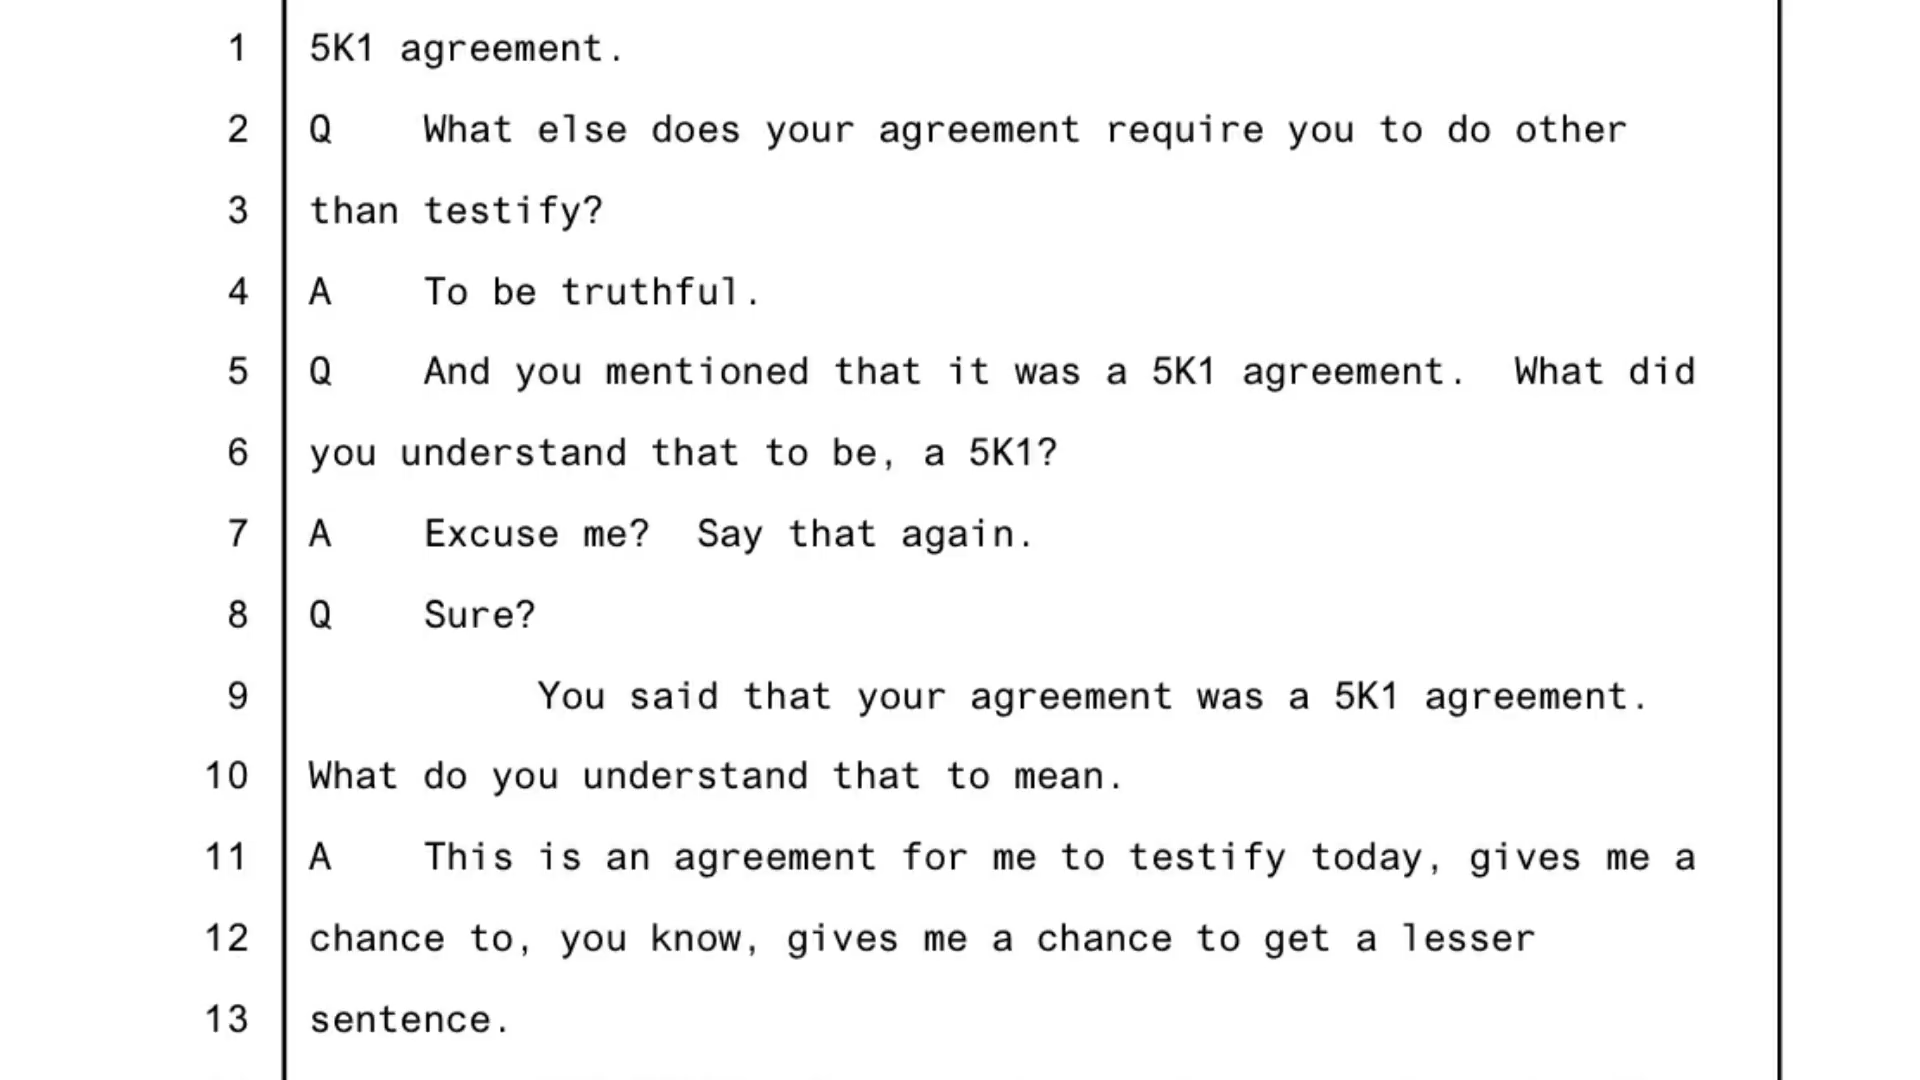 1 5K1 agreement.
2 Q What else does your agreement require you to do other
3 than testify?
4 A To be truthful.
5 Q And you mentioned that it was a 5K1 agreement. What did
6 you understand that to be, a 5K1?
7 A Excuse me? Say that again.
8 Q Sure?
9 You said that your agreement was a 5K1 agreement.
10 What do you understand that to mean.
11 A This is an agreement for me to testify today, gives me a
12 chance to, you know, gives me a chance to get a lesser
13 sentence.